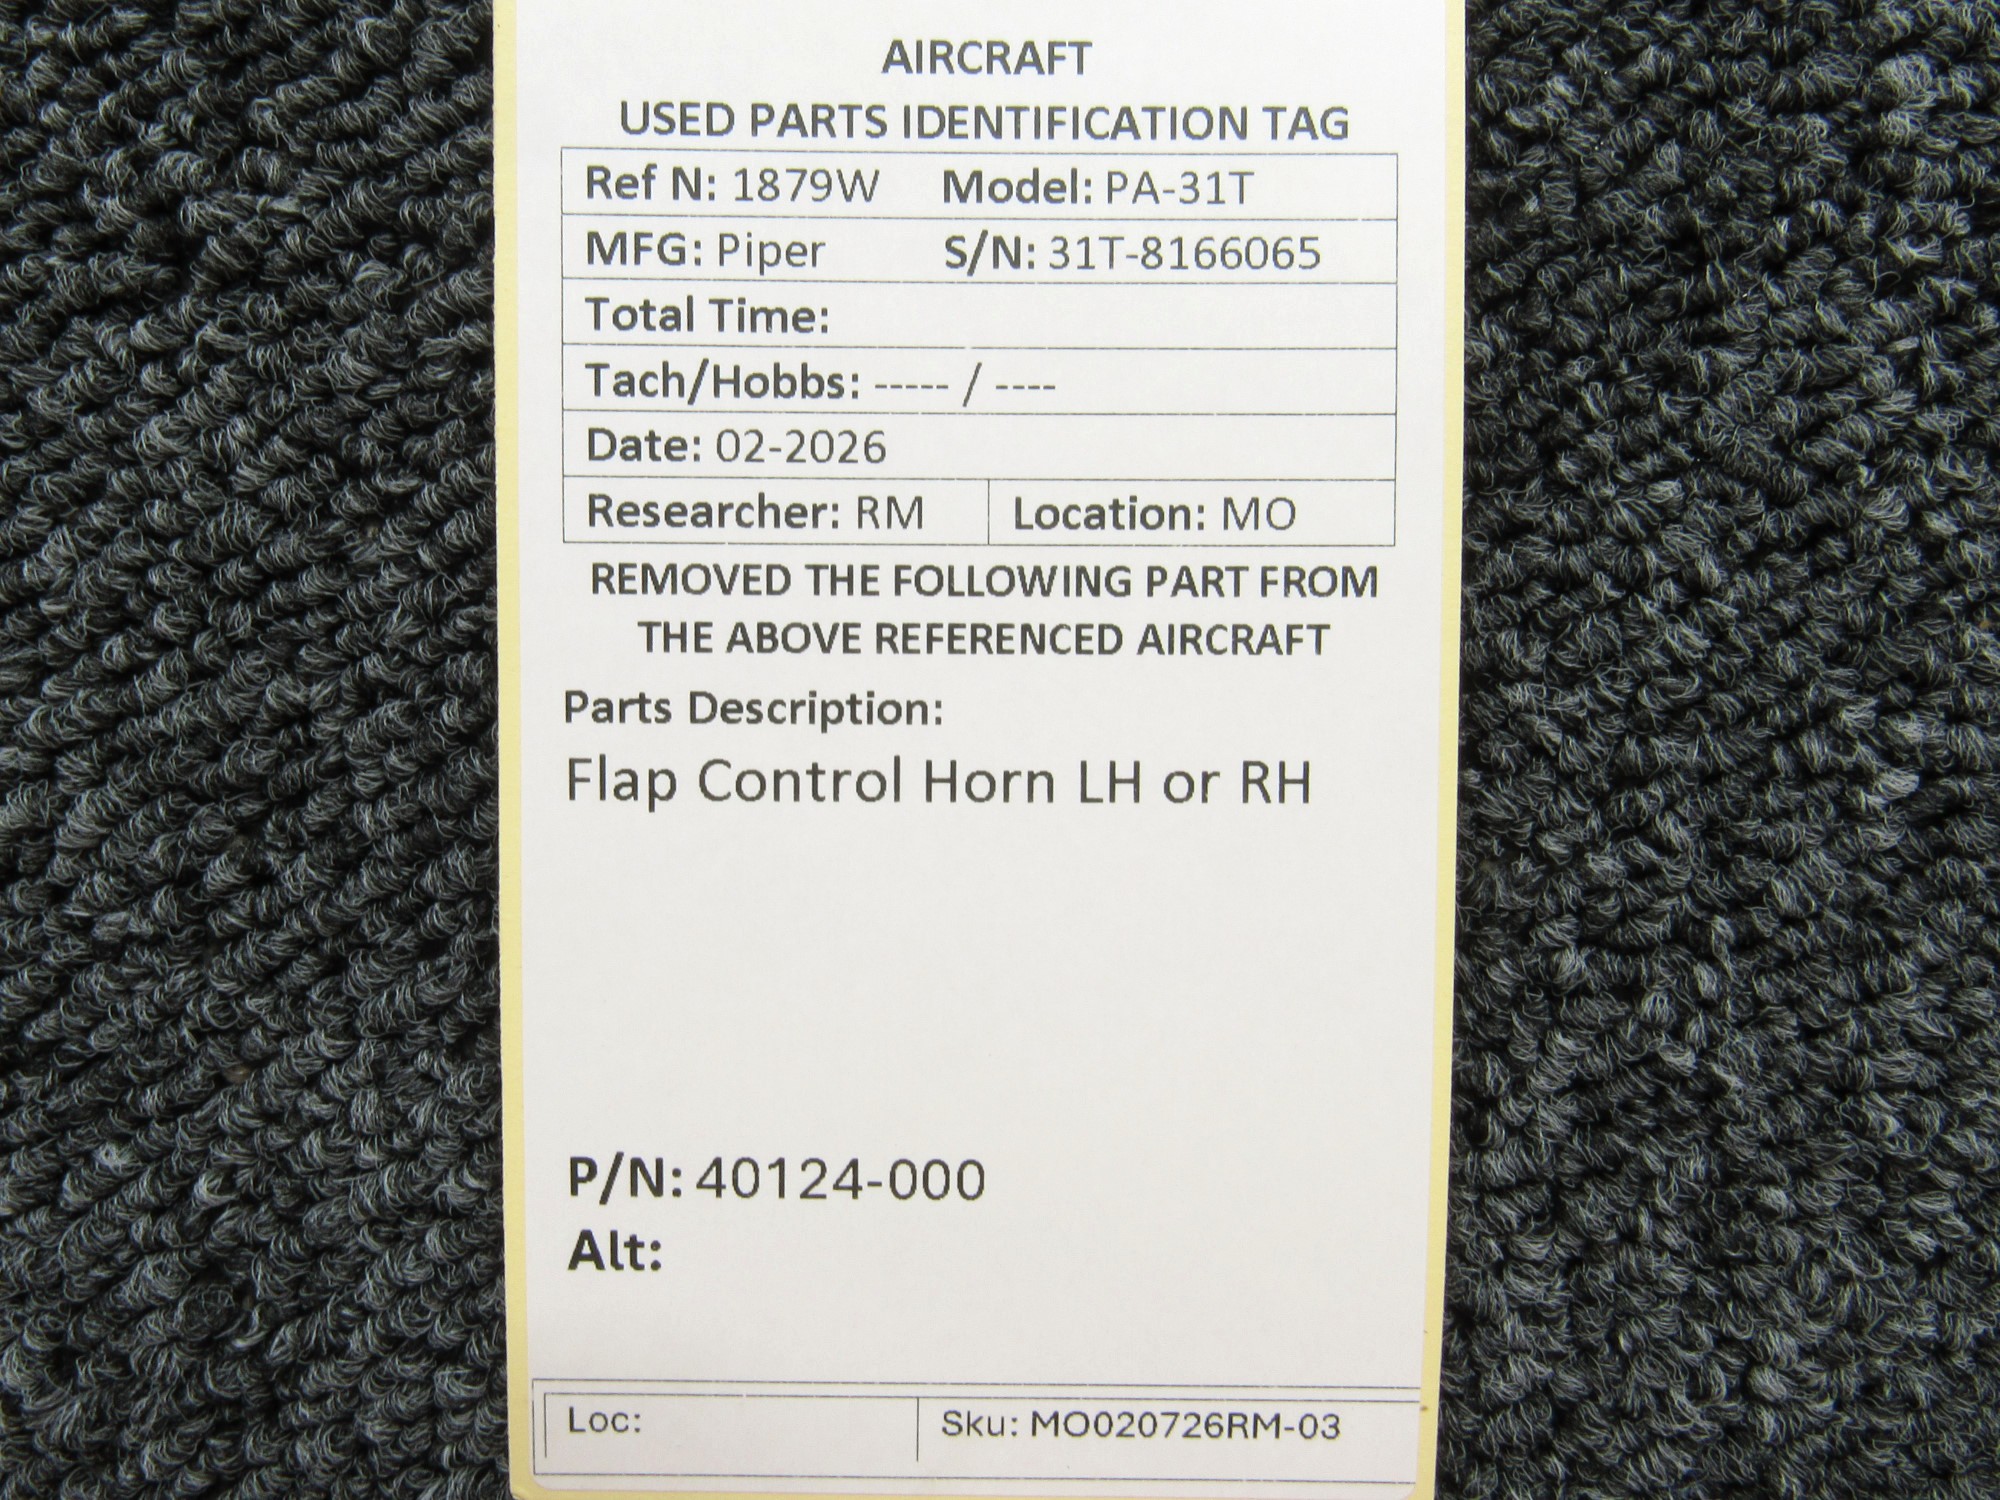 AIRCRAFT
USED PARTS IDENTIFICATION TAG
Ref N: 1879W Model: PA-31T
MFG: Piper S/N: 31T-8166065
Total Time:
Tach/Hobbs: ----- / ----
Date: 02-2026
Researcher: RM Location: MO
REMOVED THE FOLLOWING PART FROM
THE ABOVE REFERENCED AIRCRAFT
Parts Description:
Flap Control Horn LH or RH
P/N: 40124-000
Alt:
Loc: Sku: MO020726RM-03